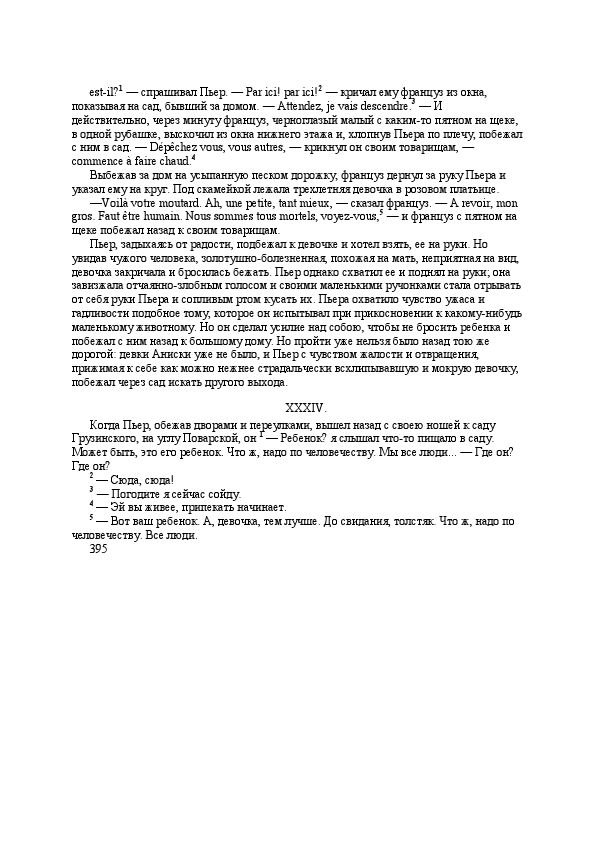 est-il?1 — спрашивал Пьер. — Par ici! par ici!2 — кричал ему француз из окна,
показывая на сад, бывший за домом. — Attendez, je vais descendre.3 — И
действительно, через минуту француз, черноглазый малый с каким-то пятном на щеке,
в одной рубашке, выскочил из окна нижнего этажа и, хлопнув Пьера по плечу, побежал
с ним в сад. — Dépêchez vous, vous autres, — крикнул он своим товарищам, —
commence à faire chaud.4
Выбежав за дом на усыпанную песком дорожку, француз дернул за руку Пьера и
указал ему на круг. Под скамейкой лежала трехлетняя девочка в розовом платьице.
—Voilà votre moutard. Ah, une petite, tant mieux, — сказал француз. — A revoir, mon
gros. Faut être humain. Nous sommes tous mortels, voyez-vous,5 — и француз с пятном на
щеке побежал назад к своим товарищам.
Пьер, задыхаясь от радости, подбежал к девочке и хотел взять, ее на руки. Но
увидав чужого человека, золотушно-болезненная, похожая на мать, неприятная на вид,
девочка закричала и бросилась бежать. Пьер однако схватил ее и поднял на руки; она
завизжала отчаянно-злобным голосом и своими маленькими ручонками стала отрывать
от себя руки Пьера и сопливым ртом кусать их. Пьера охватило чувство ужаса и
гадливости подобное тому, которое он испытывал при прикосновении к какому-нибудь
маленькому животному. Но он сделал усилие над собою, чтобы не бросить ребенка и
побежал с ним назад к большому дому. Но пройти уже нельзя было назад тою же
дорогой: девки Аниски уже не было, и Пьер с чувством жалости и отвращения,
прижимая к себе как можно нежнее страдальчески всхлипывавшую и мокрую девочку,
побежал через сад искать другого выхода.
XXXIV.
Когда Пьер, обежав дворами и переулками, вышел назад с своею ношей к саду
Грузинского, на углу Поварской, он 1 — Ребенок? я слышал что-то пищало в саду.
Может быть, это его ребенок. Что ж, надо по человечеству. Мы все люди... — Где он?
Где он?
2 — Сюда, сюда!
3 — Погодите я сейчас сойду.
4 — Эй вы живее, припекать начинает.
5 — Вот ваш ребенок. А, девочка, тем лучше. До свидания, толстяк. Что ж, надо по
человечеству. Все люди.
395